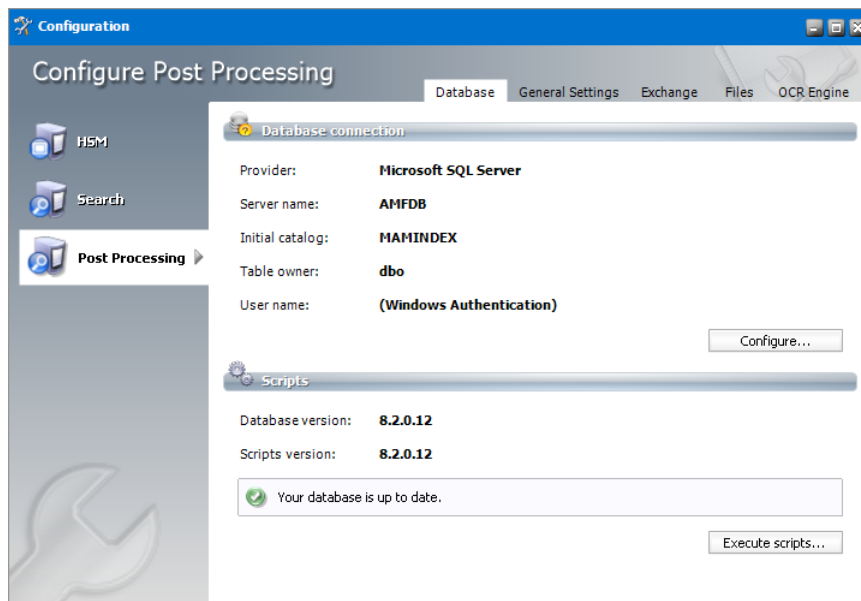 Configuration
Configure Post Processing
Database General Settings Exchange Files OCR Engine
HSM
Search
Post Processing
Database connection
Provider: Microsoft SQL Server
Server name: AMFDB
Initial catalog: MAMINDEX
Table owner: dbo
User name: (Windows Authentication)
Configure...
Scripts
Database version: 8.2.0.12
Scripts version: 8.2.0.12
Your database is up to date.
Execute scripts...